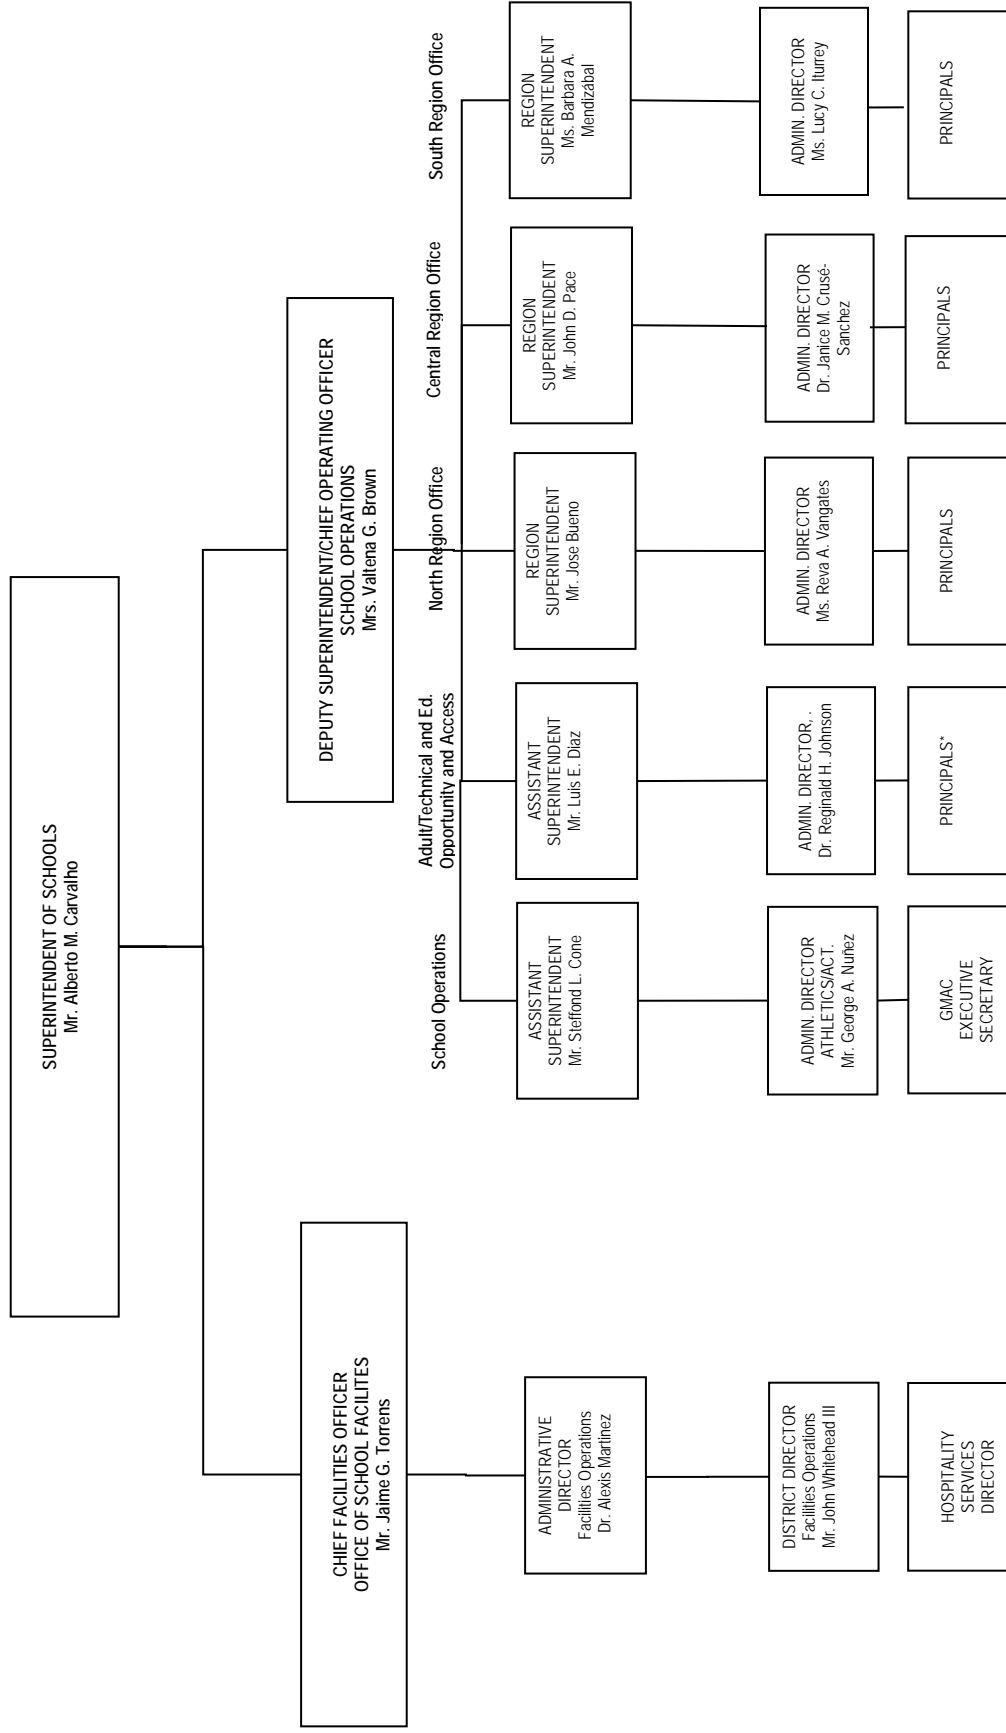 SUPERINTENDENT OF SCHOOLS
Mr. Alberto M. Carvalho
CHIEF FACILITIES OFFICER
OFFICE OF SCHOOL FACILITES
Mr. Jaime G. Torrens
DEPUTY SUPERINTENDENT/CHIEF OPERATING OFFICER
SCHOOL OPERATIONS
Mrs. Valtena G. Brown
School Operations
Adult/Technical and Ed.
Opportunity and Access
North Region Office
Central Region Office
South Region Office
ADMINISTRATIVE
DIRECTOR
Facilities Operations
Dr. Alexis Martinez
ASSISTANT
SUPERINTENDENT
Mr. Steffond L. Cone
ASSISTANT
SUPERINTENDENT
Mr. Luis E. Diaz
REGION
SUPERINTENDENT
Mr. Jose Bueno
REGION
SUPERINTENDENT
Mr. John D. Pace
REGION
SUPERINTENDENT
Ms. Barbara A.
Mendizábal
DISTRICT DIRECTOR
Facilities Operations
Mr. John Whitehead III
ADMIN. DIRECTOR
ATHLETICS/ACT.
Mr. George A. Nuñez
ADMIN. DIRECTOR, .
Dr. Reginald H. Johnson
ADMIN. DIRECTOR
Ms. Reva A. Vangates
ADMIN. DIRECTOR
Dr. Janice M. Crusé-
Sanchez
ADMIN. DIRECTOR
Ms. Lucy C. Iturrey
HOSPITALITY
SERVICES
DIRECTOR
GMAC
EXECUTIVE
SECRETARY
PRINCIPALS*
PRINCIPALS
PRINCIPALS
PRINCIPALS